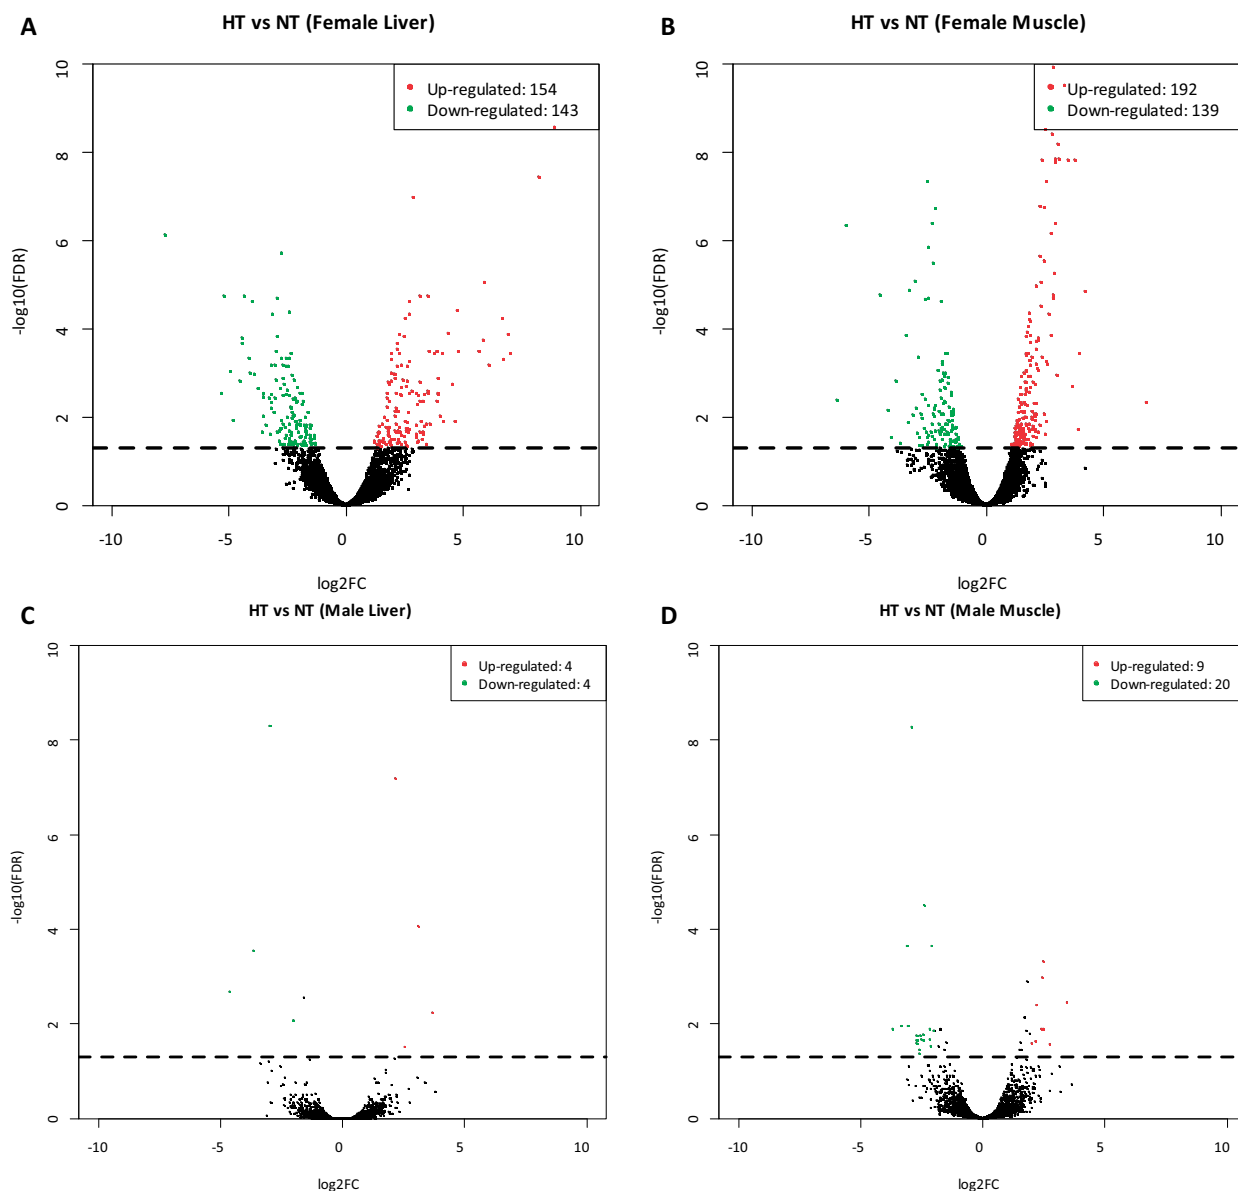 A
HT vs NT (Female Liver)
Up-regulated: 154
Down-regulated: 143
-log10(FDR)
10
8
6
4
2
0
-10
-5
0
5
10
log2FC
B
HT vs NT (Female Muscle)
Up-regulated: 192
Down-regulated: 139
-log10(FDR)
10
8
6
4
2
0
-10
-5
0
5
10
log2FC
C
HT vs NT (Male Liver)
Up-regulated: 4
Down-regulated: 4
-log10(FDR)
10
8
6
4
2
0
-10
-5
0
5
10
log2FC
D
HT vs NT (Male Muscle)
Up-regulated: 9
Down-regulated: 20
-log10(FDR)
10
8
6
4
2
0
-10
-5
0
5
10
log2FC